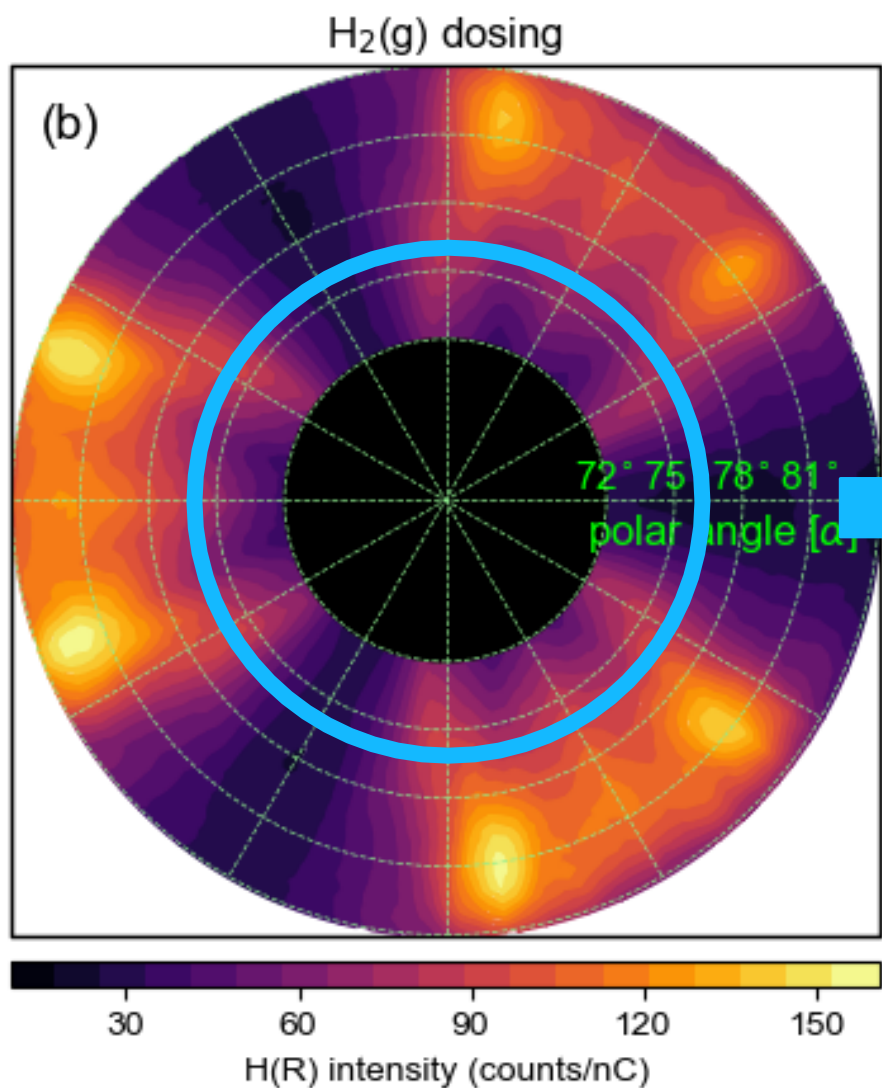 H₂(g) dosing
(b)
72° 75 78° 81°
polar angle [α]
30 60 90 120 150
H(R) intensity (counts/nC)